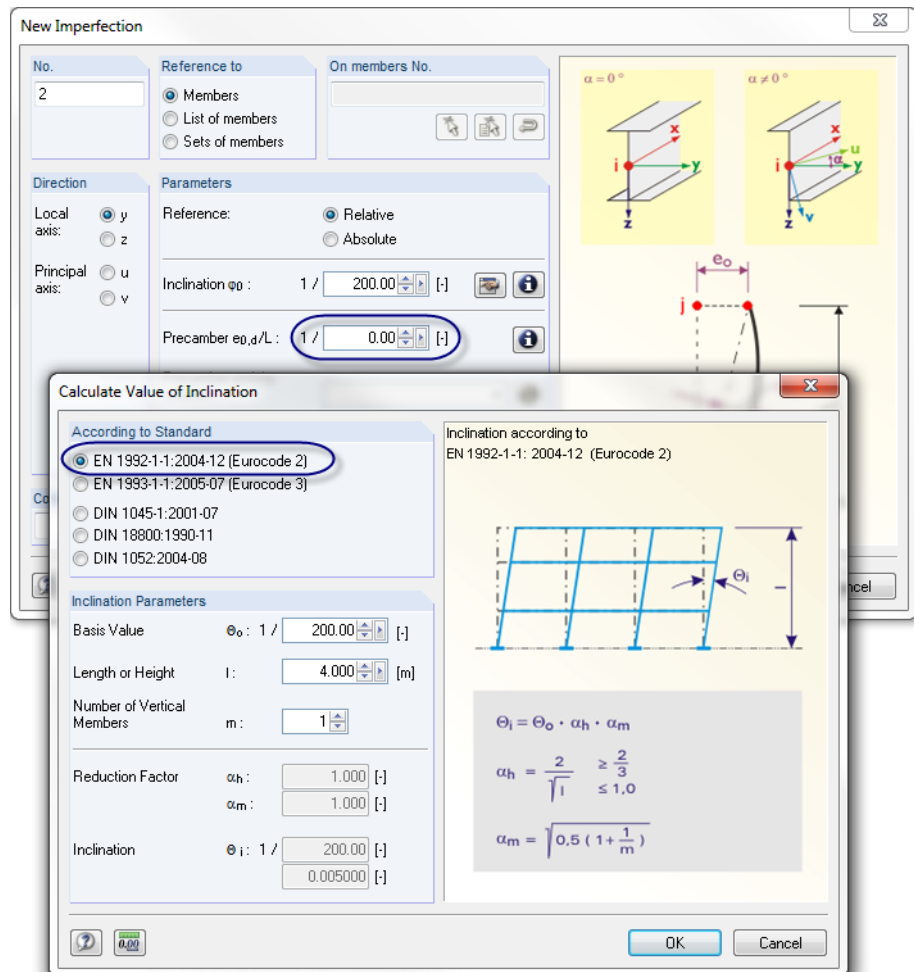 New Imperfection
No.
2
Reference to
Members
List of members
Sets of members
On members No.
Direction
Local axis:
y
z
Principal axis:
u
v
Parameters
Reference:
Relative
Absolute
Inclination φ0 : 1 / 200.00 [-]
Precamber e0,d/L : 1 / 0.00 [-]
α = 0 °
α ≠ 0 °
x
i
y
z
x
u
i
α
y
z
v
e0
j
Co
ncel
Calculate Value of Inclination
According to Standard
EN 1992-1-1:2004-12 (Eurocode 2)
EN 1993-1-1:2005-07 (Eurocode 3)
DIN 1045-1:2001-07
DIN 18800:1990-11
DIN 1052:2004-08
Inclination Parameters
Basis Value Θo : 1 / 200.00 [-]
Length or Height l : 4.000 [m]
Number of Vertical
Members m : 1
Reduction Factor αh : 1.000 [-]
αm : 1.000 [-]
Inclination Θi : 1 / 200.00 [-]
0.005000 [-]
Inclination according to
EN 1992-1-1: 2004-12 (Eurocode 2)
Θi
l
Θi = Θo · αh · αm
αh = 2 / √l ≥ 2/3 ≤ 1,0
αm = √0,5 ( 1 + 1/m )
0.00
OK
Cancel